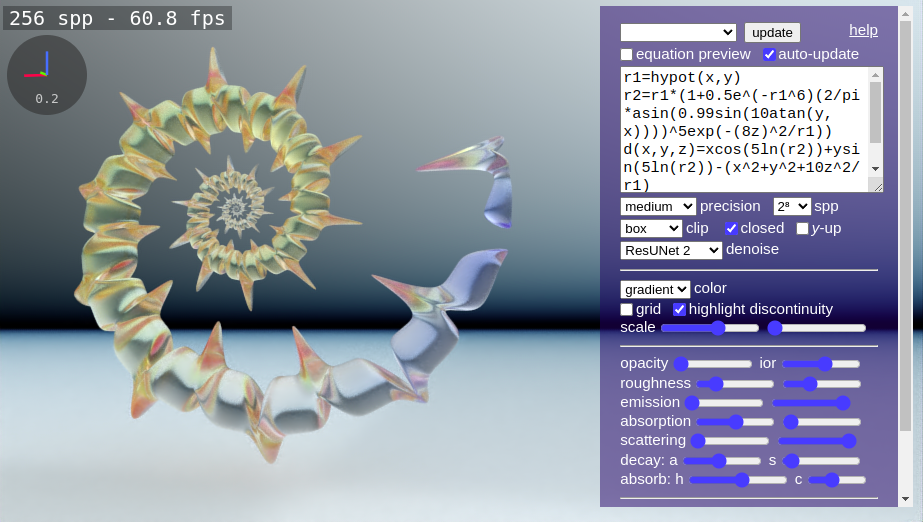 256 spp - 60.8 fps
0.2
update
help
equation preview
auto-update
r1=hypot(x,y)
r2=r1*(1+0.5e^(-r1^6)(2/pi
*asin(0.99sin(10atan(y,
x))))^5exp(-(8z)^2/r1))
d(x,y,z)=xcos(5ln(r2))+ysi
n(5ln(r2))-(x^2+y^2+10z^2/
r1)
medium precision 2⁸ spp
box clip closed y-up
ResUNet 2 denoise
gradient color
grid highlight discontinuity
scale
opacity ior
roughness
emission
absorption
scattering
decay: a s
absorb: h c